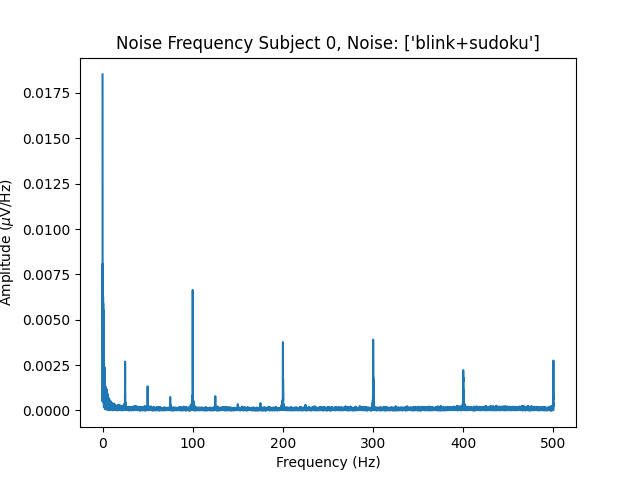 Noise Frequency Subject 0, Noise: ['blink+sudoku']
Amplitude (µV/Hz)
0.0175
0.0150
0.0125
0.0100
0.0075
0.0050
0.0025
0.0000
0 100 200 300 400 500
Frequency (Hz)